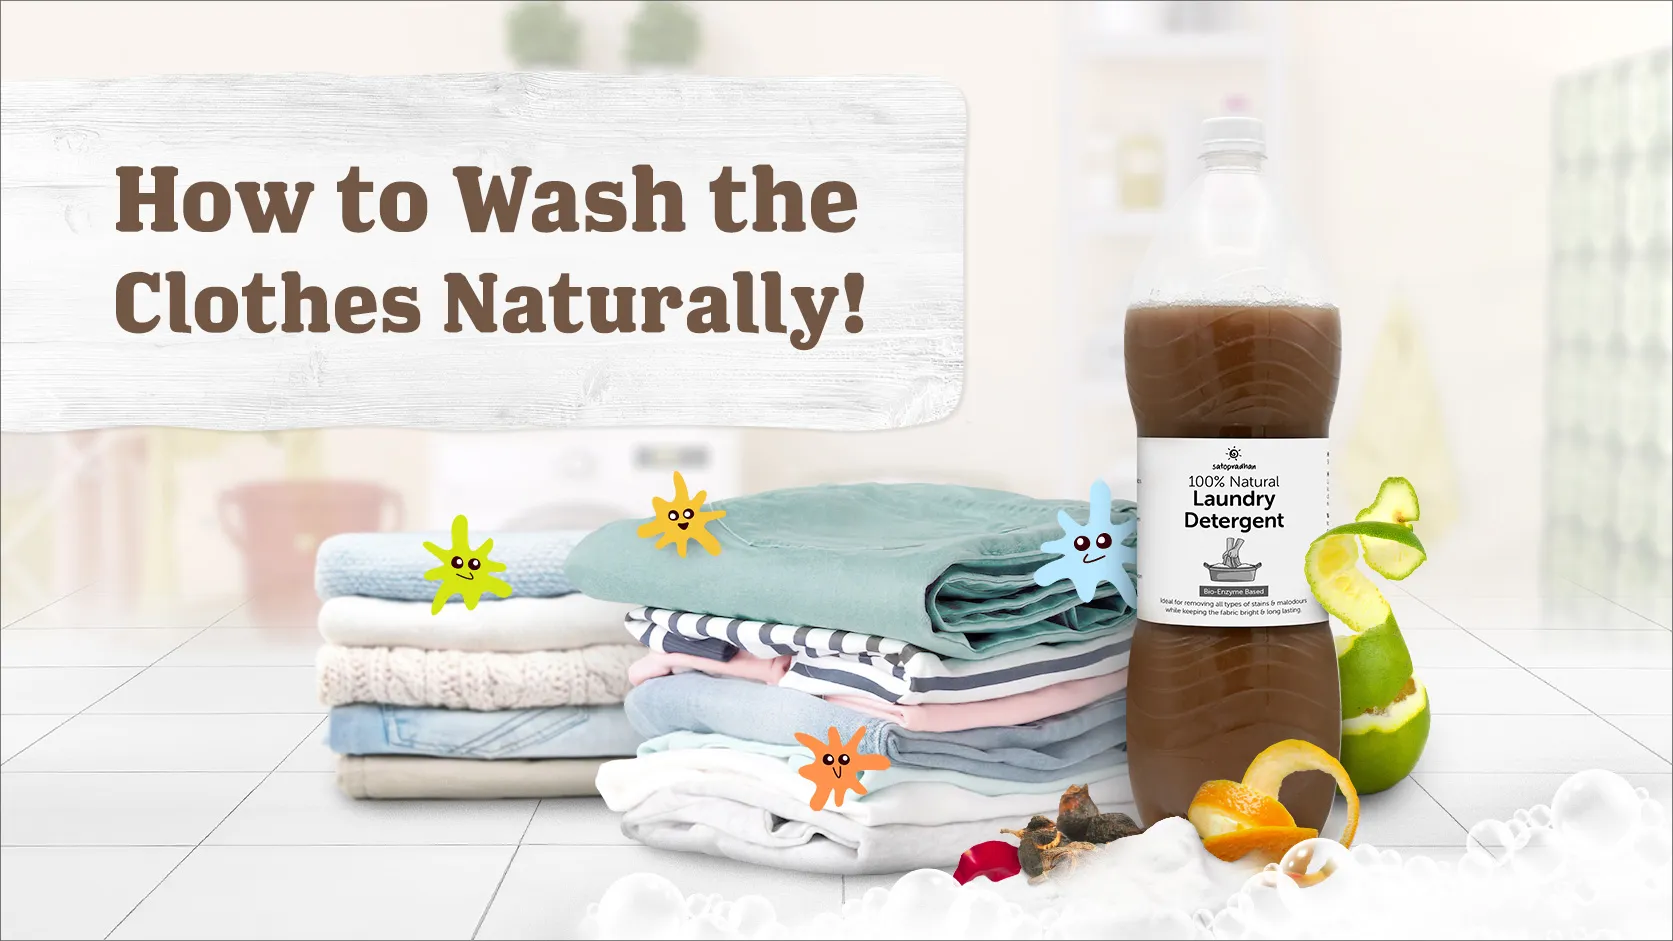 How to Wash the
Clothes Naturally!
satopradhan
100% Natural
Laundry
Detergent
Bio-Enzyme Based
Ideal for removing all types of stains & malodours
while keeping the fabric bright & long lasting.